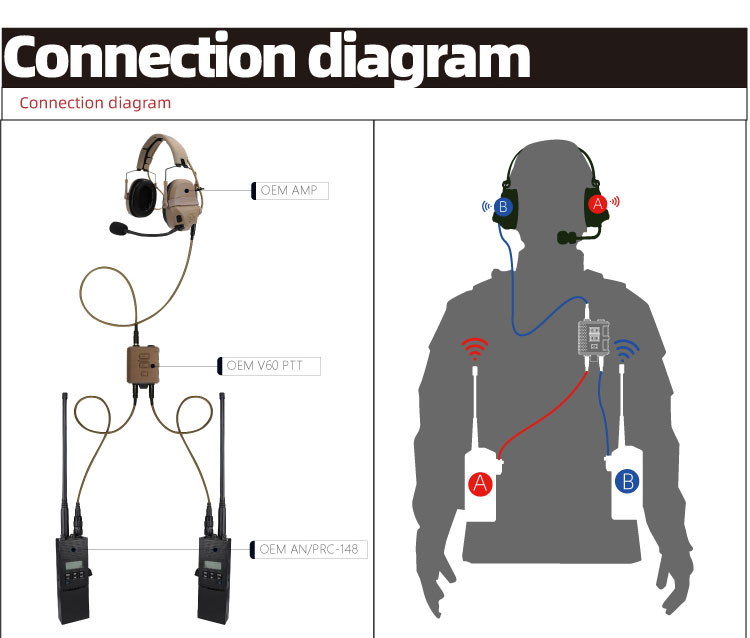 Connection diagram
Connection diagram
OEM AMP
B
A
OEM V60 PTT
A
B
OEM AN/PRC-148